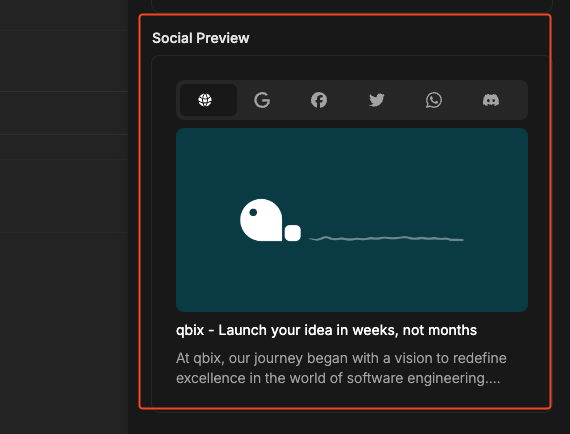 Social Preview
qbix - Launch your idea in weeks, not months
At qbix, our journey began with a vision to redefine
excellence in the world of software engineering....